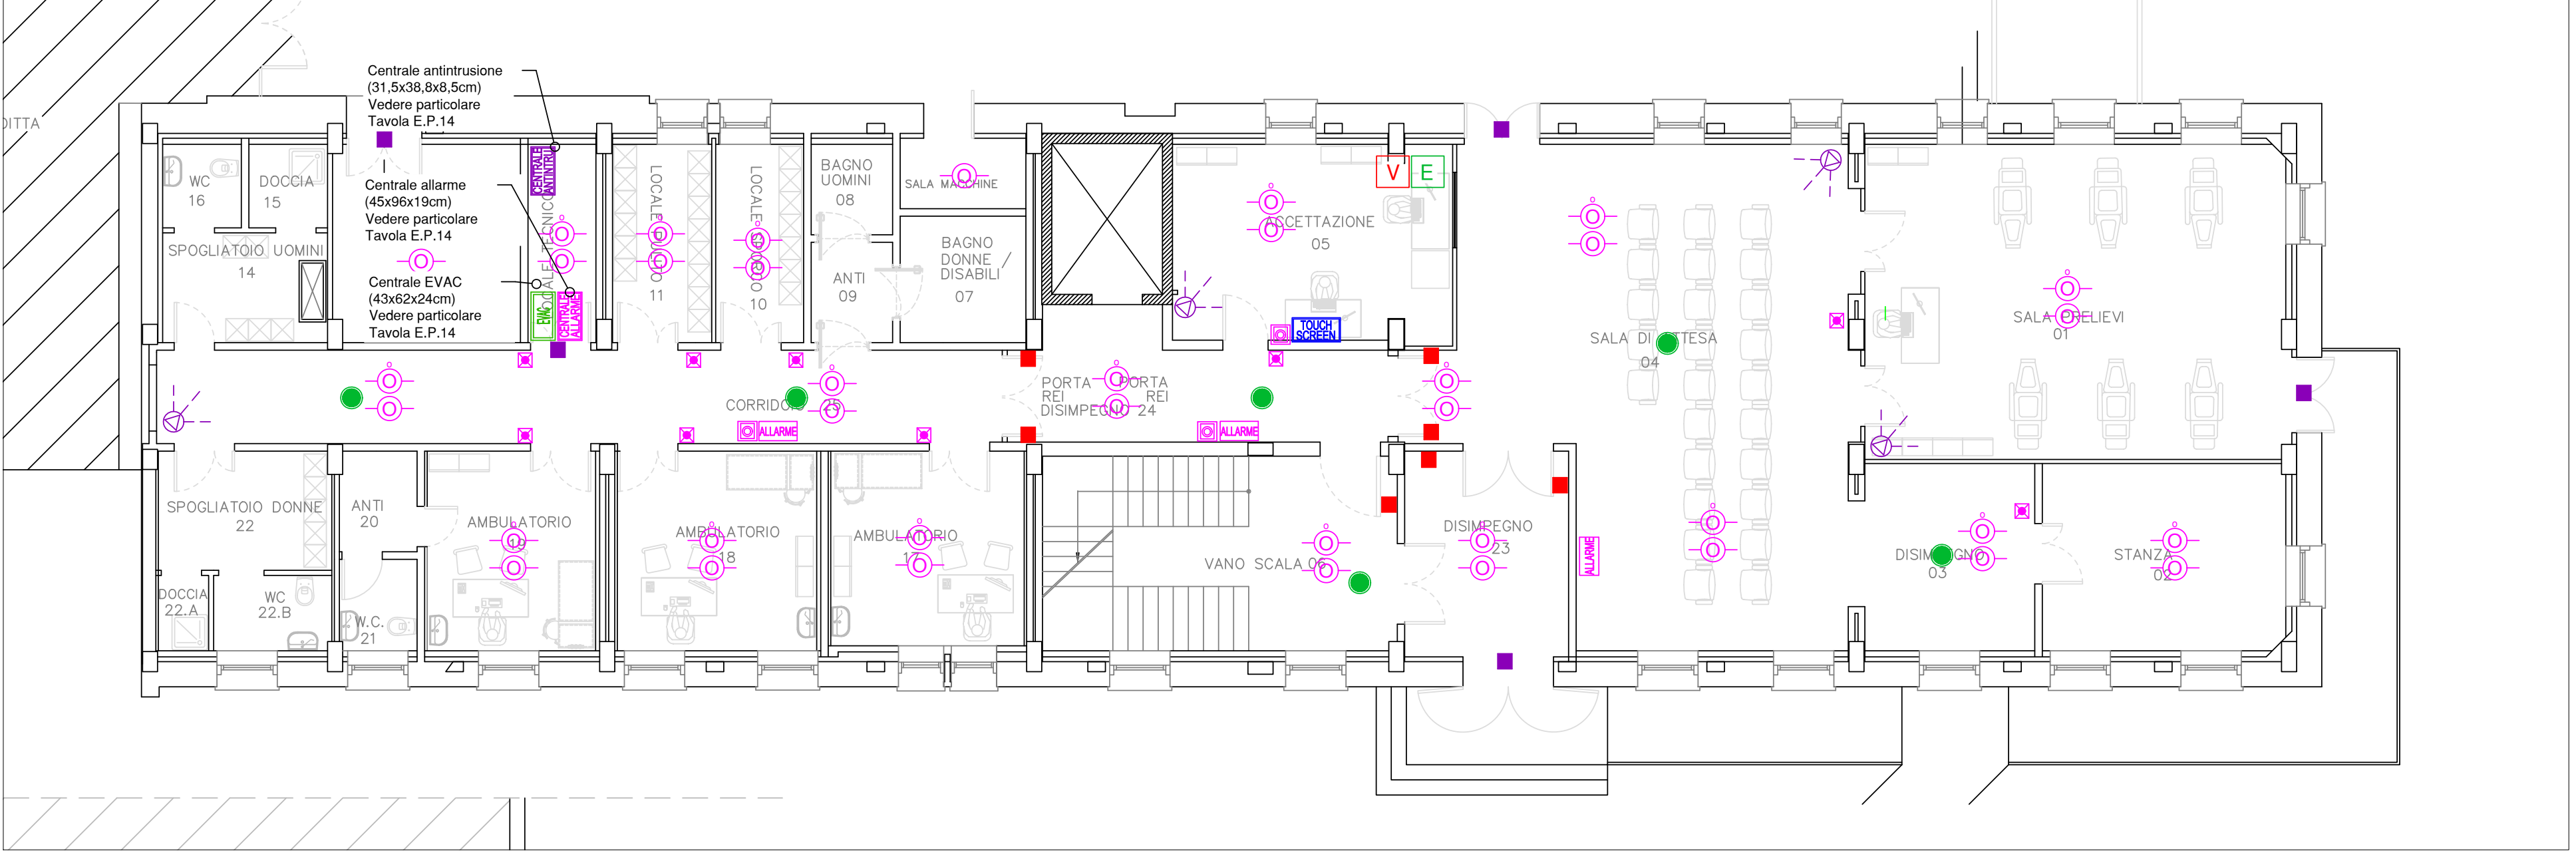 DITTA
Centrale antintrusione
(31,5x38,8x8,5cm)
Vedere particolare
Tavola E.P.14
Centrale allarme
(45x96x19cm)
Vedere particolare
Tavola E.P.14
Centrale EVAC
(43x62x24cm)
Vedere particolare
Tavola E.P.14
WC
16
DOCCIA
15
SPOGLIATOIO UOMINI
14
CENTRALE
ANTINTRU
EVAC
CENTRALE
ALLARME
11
10
BAGNO
UOMINI
08
SALA MACCHINE
ANTI
09
BAGNO
DONNE
DISABILI/
07
ACCETTAZIONE
05
V
E
TOUCH
SCREEN
SALA DI ATTESA
04
SALA PRELIEVI
01
CORRIDOIO 25
ALLARME
PORTA
REI
PORTA
REI
DISIMPEGNO 24
ALLARME
SPOGLIATOIO DONNE
22
ANTI
20
AMBULATORIO
19
AMBULATORIO
18
AMBULATORIO
17
DOCCIA
22.A
WC
22.B
W.C.
21
VANO SCALA 06
DISIMPEGNO
23
ALLARME
DISIMPEGNO
03
STANZA
02